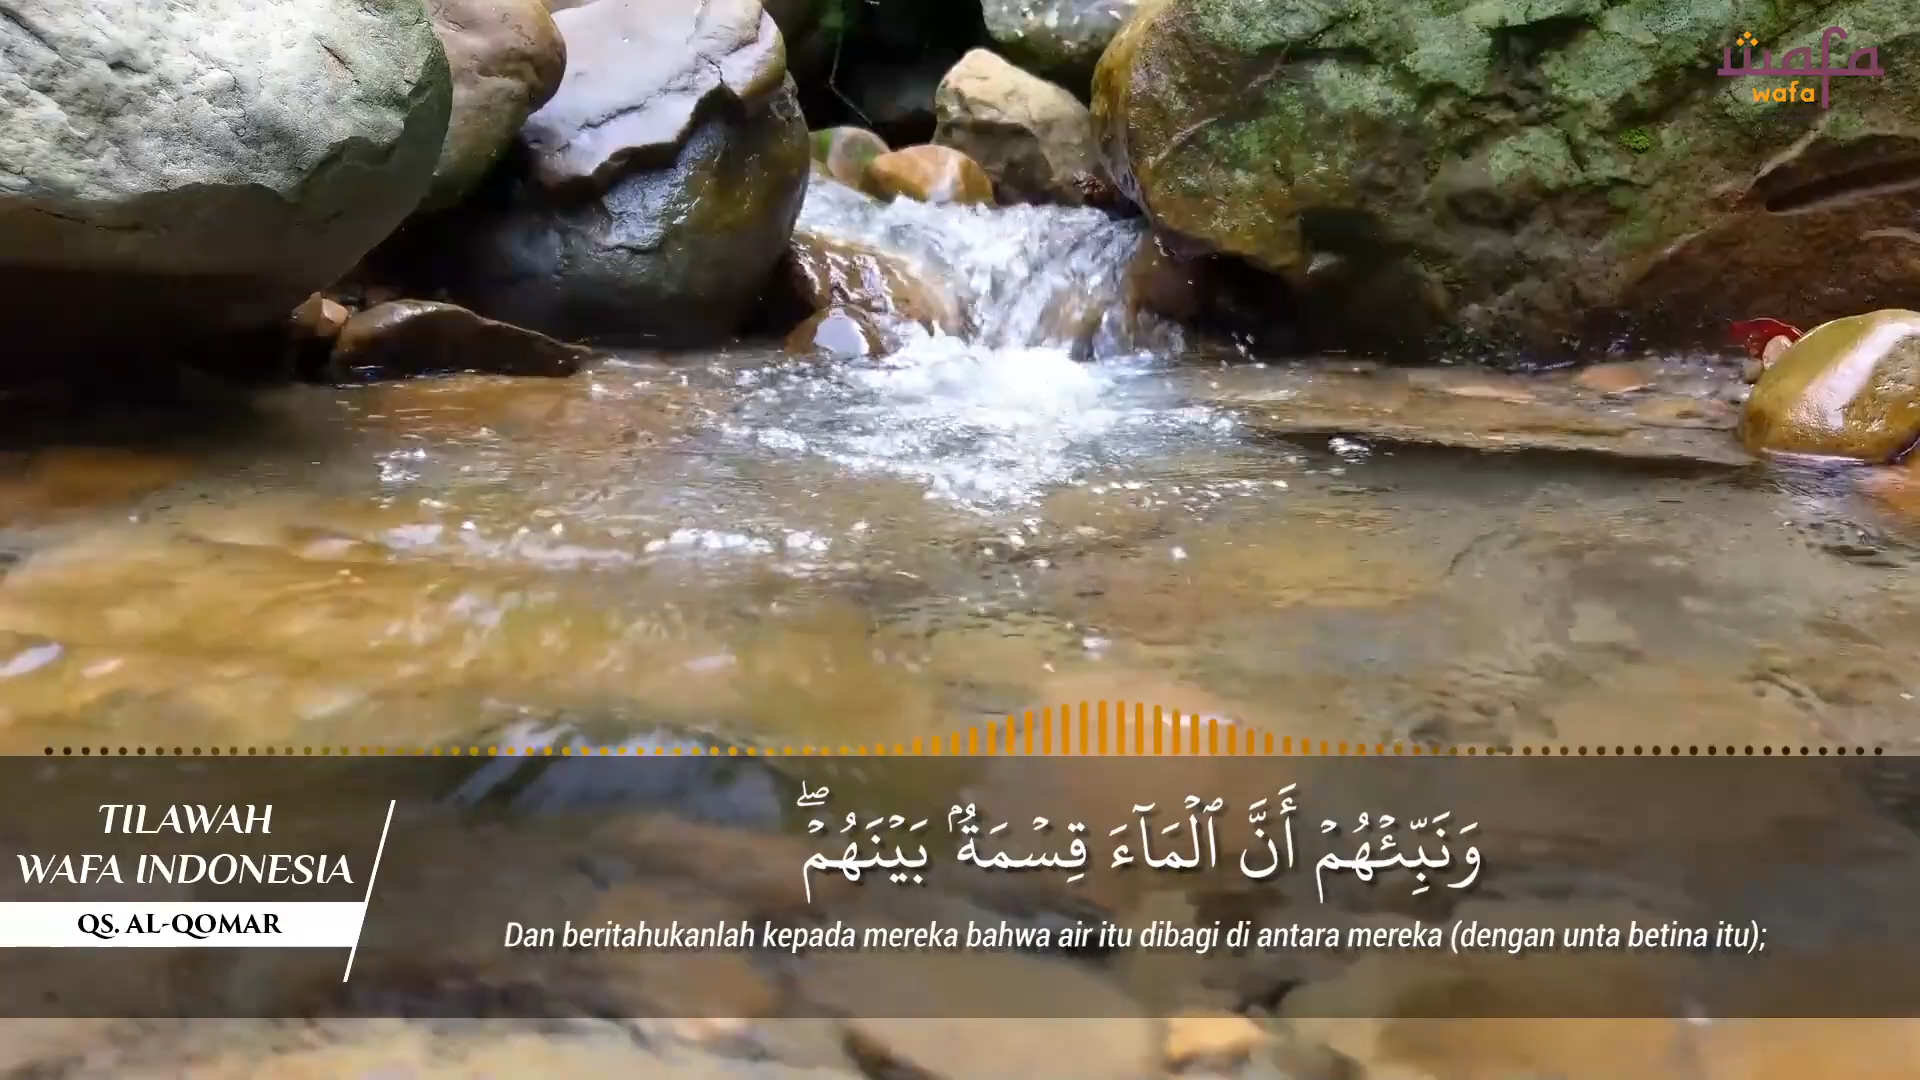 wafa
wafa
TILAWAH
WAFA INDONESIA
QS. AL-QOMAR
وَنَبِّئۡهُمۡ أَنَّ ٱلۡمَآءَ قِسۡمَةُۢ بَيۡنَهُمۡۖ
Dan beritahukanlah kepada mereka bahwa air itu dibagi di antara mereka (dengan unta betina itu);